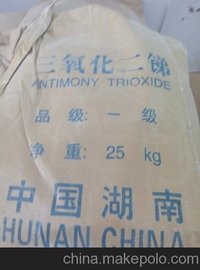 三氧化二锑
ANTIMONY TRIOXIDE
品级: 一级
净重: 25 kg
中国湖南
HUNAN CHINA
china.makepolo.com